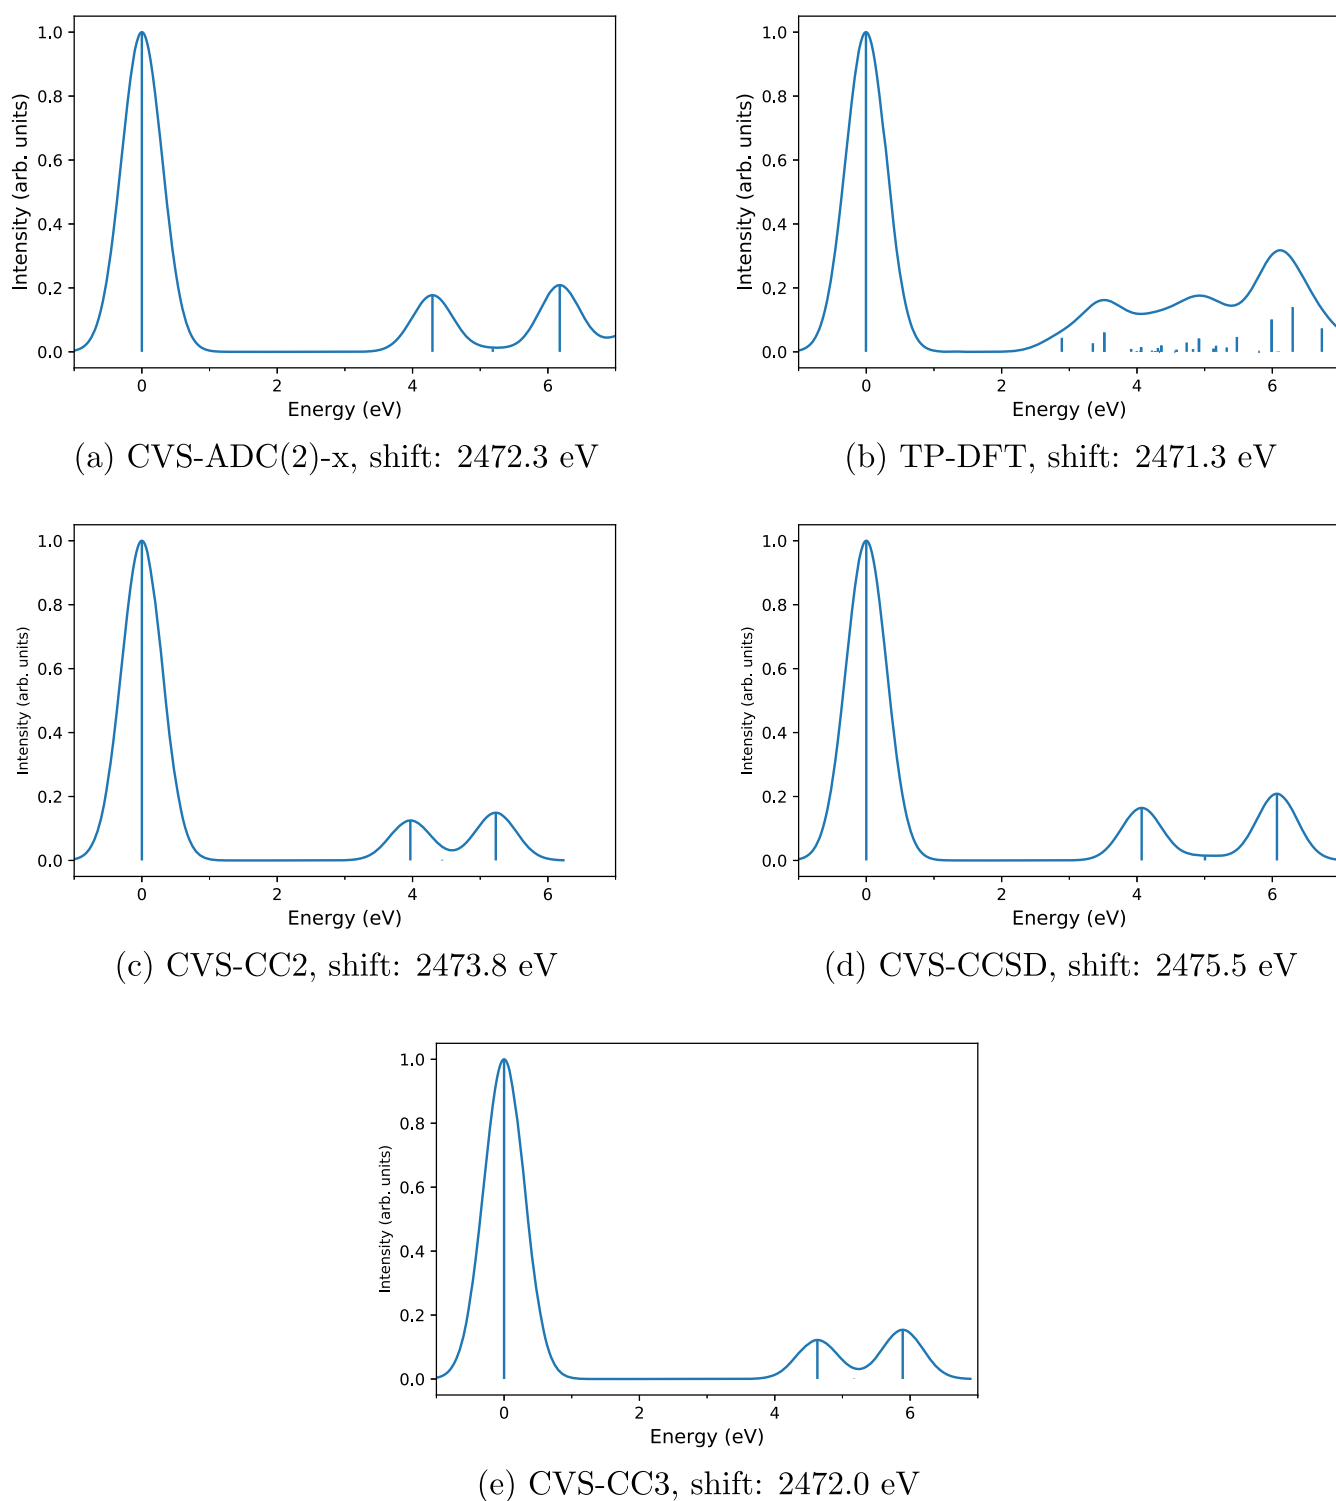 1.0
0.8
0.6
0.4
0.2
0.0
Intensity (arb. units)
0 2 4 6
Energy (eV)
(a) CVS-ADC(2)-x, shift: 2472.3 eV
1.0
0.8
0.6
0.4
0.2
0.0
Intensity (arb. units)
0 2 4 6
Energy (eV)
(b) TP-DFT, shift: 2471.3 eV
1.0
0.8
0.6
0.4
0.2
0.0
Intensity (arb. units)
0 2 4 6
Energy (eV)
(c) CVS-CC2, shift: 2473.8 eV
1.0
0.8
0.6
0.4
0.2
0.0
Intensity (arb. units)
0 2 4 6
Energy (eV)
(d) CVS-CCSD, shift: 2475.5 eV
1.0
0.8
0.6
0.4
0.2
0.0
Intensity (arb. units)
0 2 4 6
Energy (eV)
(e) CVS-CC3, shift: 2472.0 eV